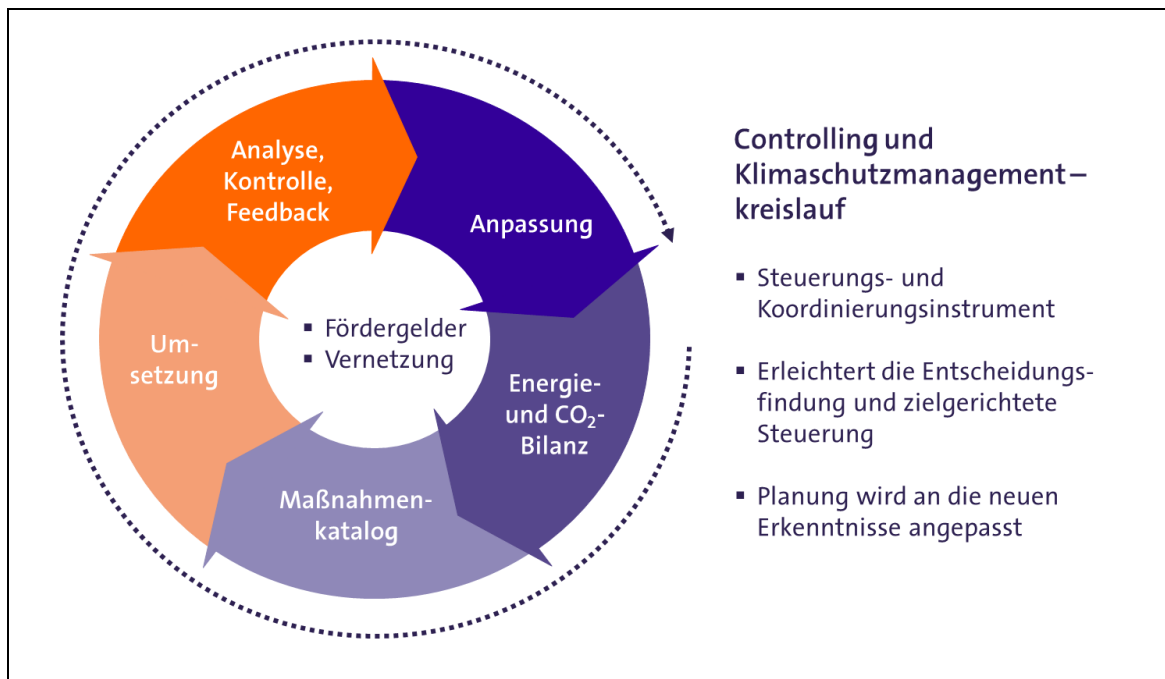 Analyse,
Kontrolle,
Feedback
Anpassung
Energie-
und CO₂-
Bilanz
Maßnahmen-
katalog
Um-
setzung
▪ Fördergelder
▪ Vernetzung
Controlling und
Klimaschutzmanagement–
kreislauf
▪ Steuerungs- und
Koordinierungsinstrument
▪ Erleichtert die Entscheidungs-
findung und zielgerichtete
Steuerung
▪ Planung wird an die neuen
Erkenntnisse angepasst